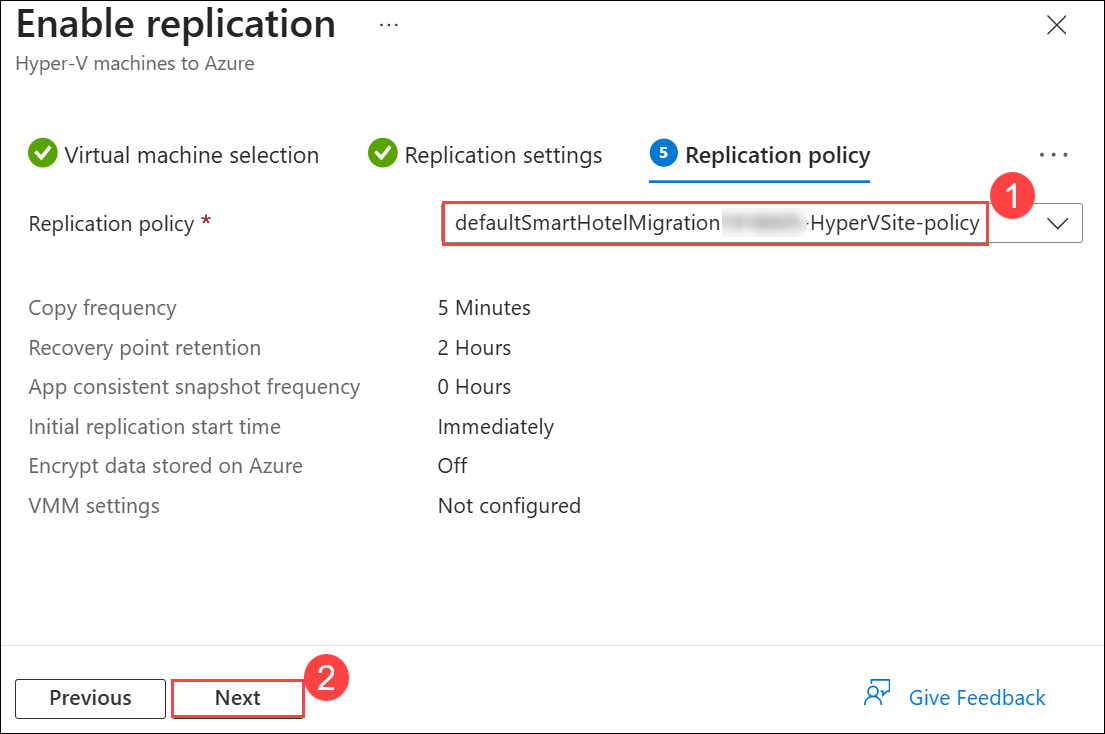 Enable replication ...
Hyper-V machines to Azure
Virtual machine selection Replication settings 5 Replication policy ...
Replication policy * defaultSmartHotelMigration -HyperVSite-policy 1
Copy frequency 5 Minutes
Recovery point retention 2 Hours
App consistent snapshot frequency 0 Hours
Initial replication start time Immediately
Encrypt data stored on Azure Off
VMM settings Not configured
Previous Next 2 Give Feedback